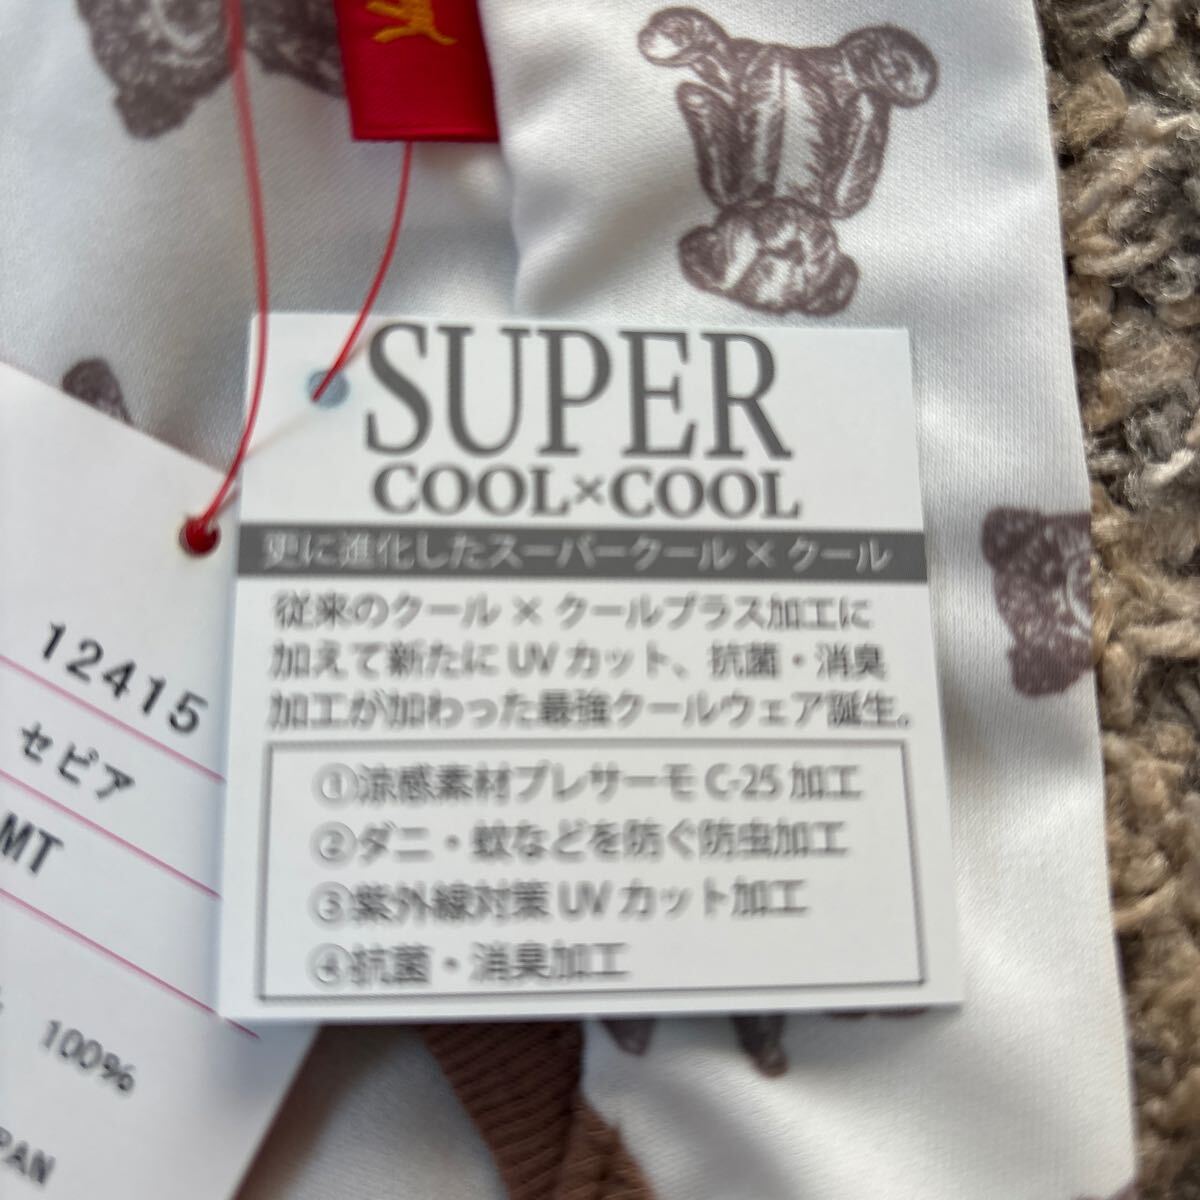 SUPER
COOL×COOL
更に進化したスーパークール×クール
従来のクール×クールプラス加工に
加えて新たにUVカット、抗菌・消臭
加工が加わった最強クールウェア誕生。
①涼感素材プレサーモC-25加工
②ダニ・蚊などを防ぐ防虫加工
③紫外線対策UVカット加工
④抗菌・消臭加工
12415
セピア
MT
100%
PAN